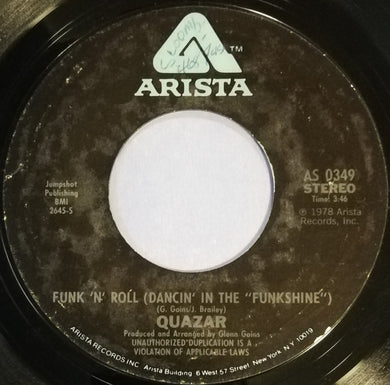 TM
ARISTA
Jumpshot
Publishing
BMI
2645-S
AS 0349
STEREO
Time: 3:46
℗ 1978 Arista
Records, Inc.
FUNK 'N' ROLL (DANCIN' IN THE "FUNKSHINE")
(G. Goins/J. Brailey)
QUAZAR
Produced and Arranged by Glenn Goins
UNAUTHORIZED DUPLICATION IS A
VIOLATION OF APPLICABLE LAWS
ARISTA RECORDS INC. Arista Building 6 West 57 Street New York, N.Y. 10019